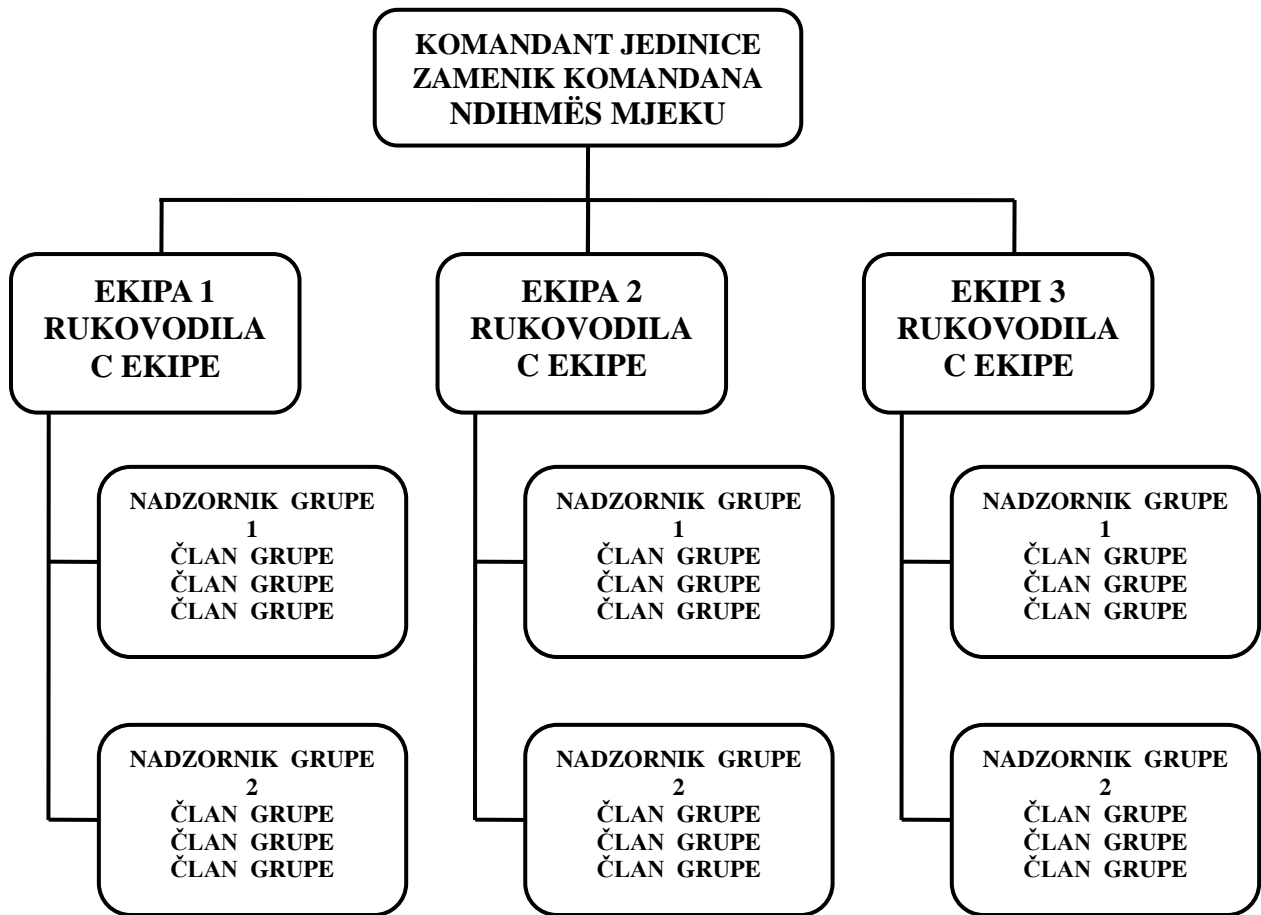 KOMANDANT JEDINICE
ZAMENIK KOMANDANA
NDIHMËS MJEKU
EKIPA 1
RUKOVODILA
C EKIPE
EKIPA 2
RUKOVODILA
C EKIPE
EKIPI 3
RUKOVODILA
C EKIPE
NADZORNIK GRUPE
1
ČLAN GRUPE
ČLAN GRUPE
ČLAN GRUPE
NADZORNIK GRUPE
1
ČLAN GRUPE
ČLAN GRUPE
ČLAN GRUPE
NADZORNIK GRUPE
1
ČLAN GRUPE
ČLAN GRUPE
ČLAN GRUPE
NADZORNIK GRUPE
2
ČLAN GRUPE
ČLAN GRUPE
ČLAN GRUPE
NADZORNIK GRUPE
2
ČLAN GRUPE
ČLAN GRUPE
ČLAN GRUPE
NADZORNIK GRUPE
2
ČLAN GRUPE
ČLAN GRUPE
ČLAN GRUPE